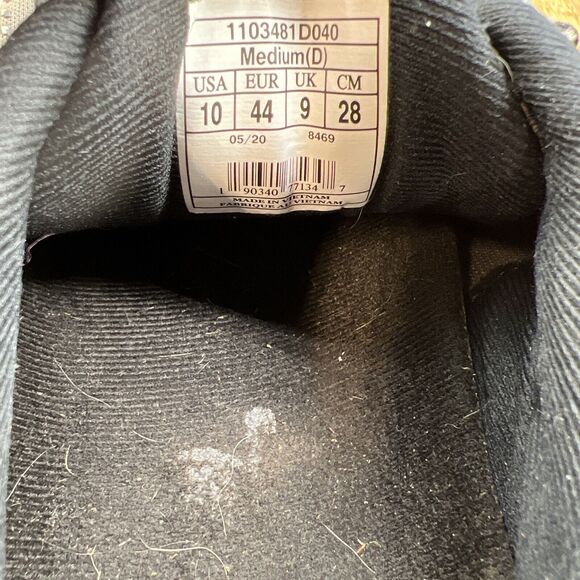 1103481D040
Medium(D)
USA EUR UK CM
10 44 9 28
05/20 8469
1 90340 77134 7
MADE IN VIETNAM
FABRIQUE AU VIETNAM